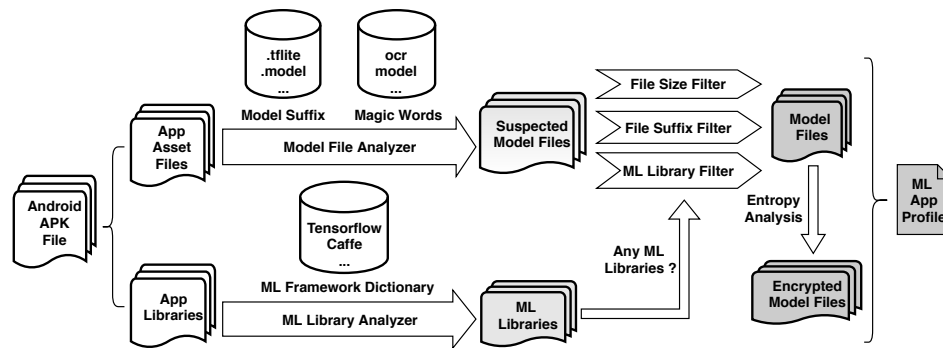 .tflite
.model
...
ocr
model
...
Model Suffix
Magic Words
App
Asset
Files
Model File Analyzer
Suspected
Model Files
File Size Filter
File Suffix Filter
ML Library Filter
Model
Files
Android
APK
File
Tensorflow
Caffe
...
Entropy
Analysis
ML
App
Profile
Any ML
Libraries ?
App
Libraries
ML Framework Dictionary
ML Library Analyzer
ML
Libraries
Encrypted
Model Files